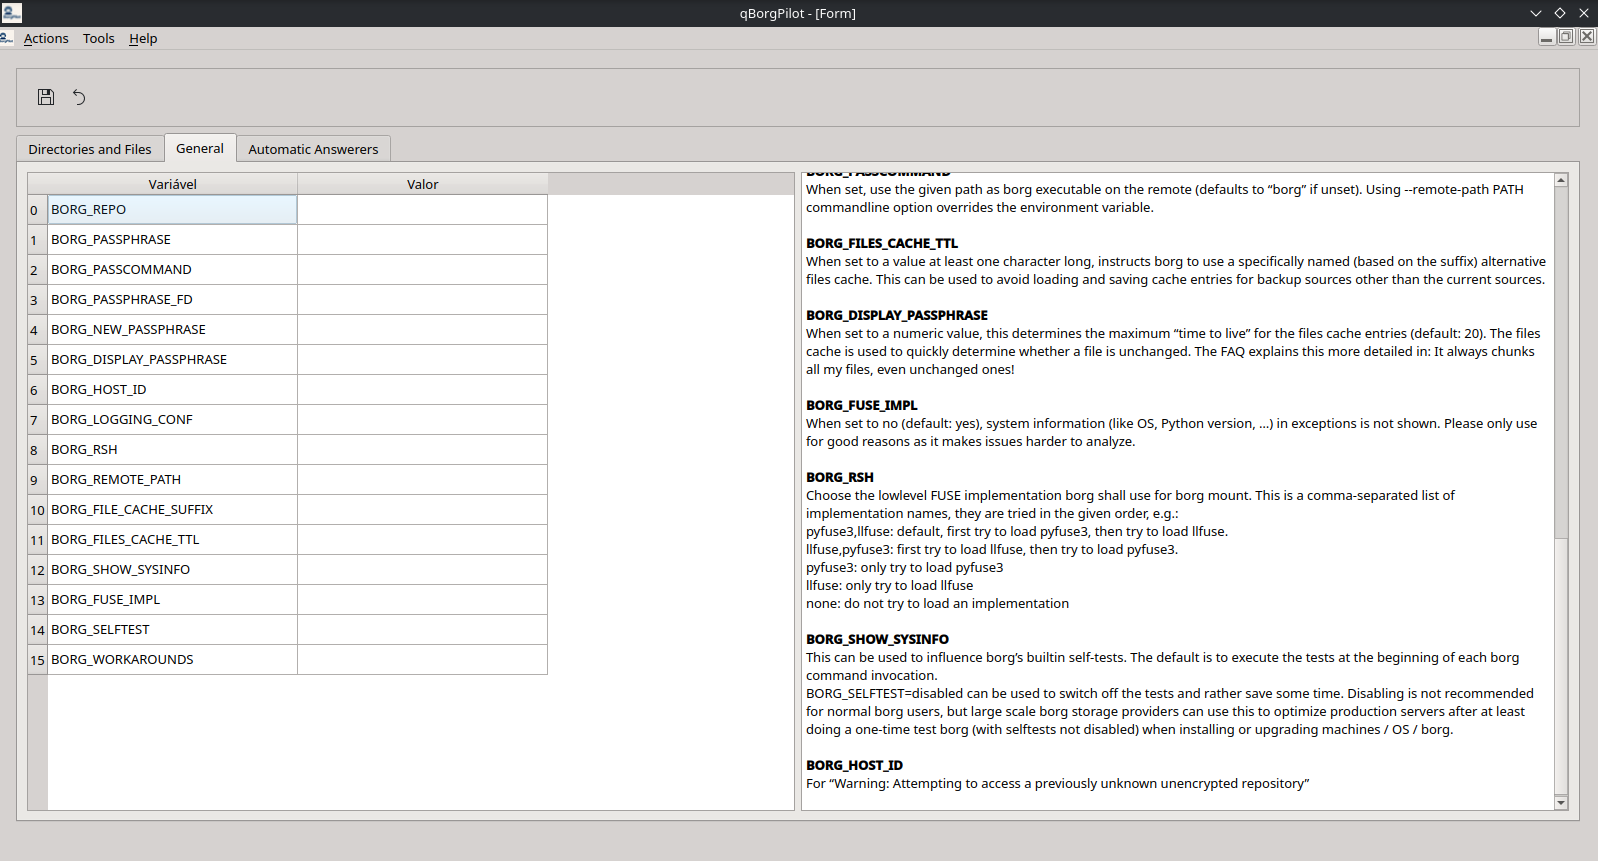 qBorgPilot - [Form]
Actions Tools Help
Directories and Files General Automatic Answerers
Variável Valor
0 BORG_REPO
1 BORG_PASSPHRASE
2 BORG_PASSCOMMAND
3 BORG_PASSPHRASE_FD
4 BORG_NEW_PASSPHRASE
5 BORG_DISPLAY_PASSPHRASE
6 BORG_HOST_ID
7 BORG_LOGGING_CONF
8 BORG_RSH
9 BORG_REMOTE_PATH
10 BORG_FILE_CACHE_SUFFIX
11 BORG_FILES_CACHE_TTL
12 BORG_SHOW_SYSINFO
13 BORG_FUSE_IMPL
14 BORG_SELFTEST
15 BORG_WORKAROUNDS
BORG_PASSCOMMAND
When set, use the given path as borg executable on the remote (defaults to “borg” if unset). Using --remote-path PATH
commandline option overrides the environment variable.
BORG_FILES_CACHE_TTL
When set to a value at least one character long, instructs borg to use a specifically named (based on the suffix) alternative
files cache. This can be used to avoid loading and saving cache entries for backup sources other than the current sources.
BORG_DISPLAY_PASSPHRASE
When set to a numeric value, this determines the maximum “time to live” for the files cache entries (default: 20). The files
cache is used to quickly determine whether a file is unchanged. The FAQ explains this more detailed in: It always chunks
all my files, even unchanged ones!
BORG_FUSE_IMPL
When set to no (default: yes), system information (like OS, Python version, …) in exceptions is not shown. Please only use
for good reasons as it makes issues harder to analyze.
BORG_RSH
Choose the lowlevel FUSE implementation borg shall use for borg mount. This is a comma-separated list of
implementation names, they are tried in the given order, e.g.:
pyfuse3,llfuse: default, first try to load pyfuse3, then try to load llfuse.
llfuse,pyfuse3: first try to load llfuse, then try to load pyfuse3.
pyfuse3: only try to load pyfuse3
llfuse: only try to load llfuse
none: do not try to load an implementation
BORG_SHOW_SYSINFO
This can be used to influence borg’s builtin self-tests. The default is to execute the tests at the beginning of each borg
command invocation.
BORG_SELFTEST=disabled can be used to switch off the tests and rather save some time. Disabling is not recommended
for normal borg users, but large scale borg storage providers can use this to optimize production servers after at least
doing a one-time test borg (with selftests not disabled) when installing or upgrading machines / OS / borg.
BORG_HOST_ID
For “Warning: Attempting to access a previously unknown unencrypted repository”